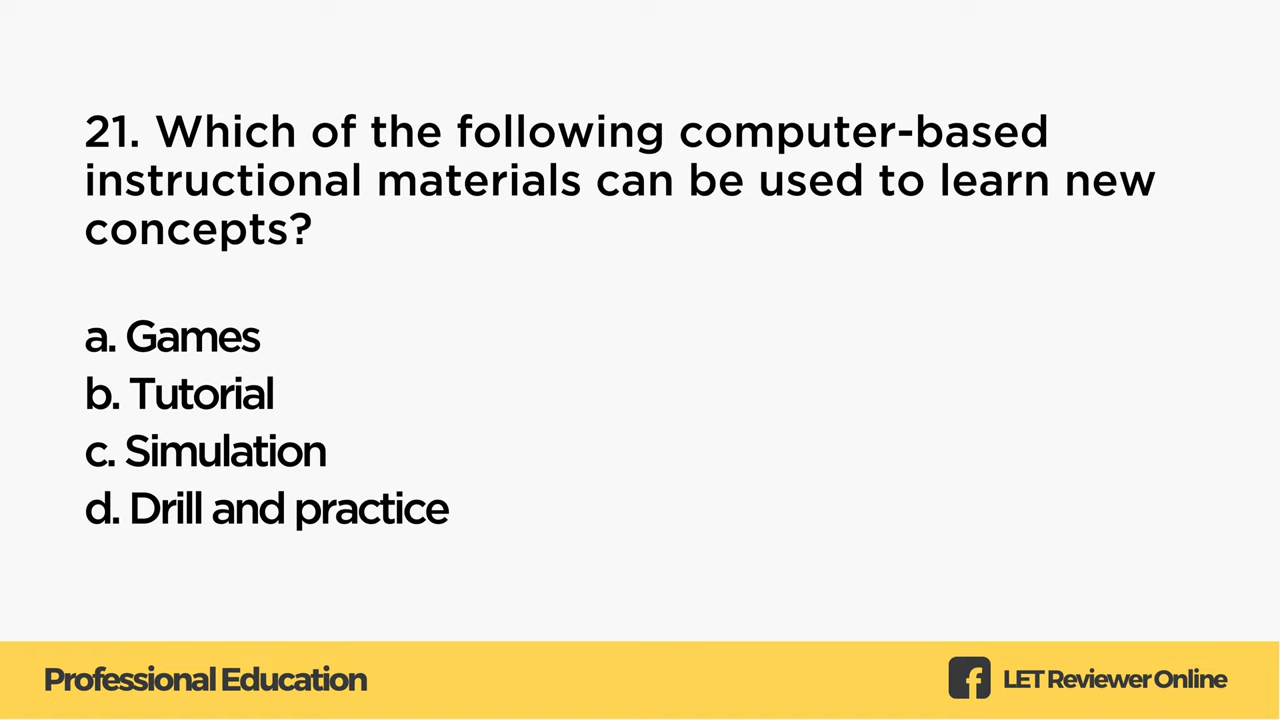 21. Which of the following computer-based
instructional materials can be used to learn new
concepts?
a. Games
b. Tutorial
c. Simulation
d. Drill and practice
Professional Education
LET Reviewer Online